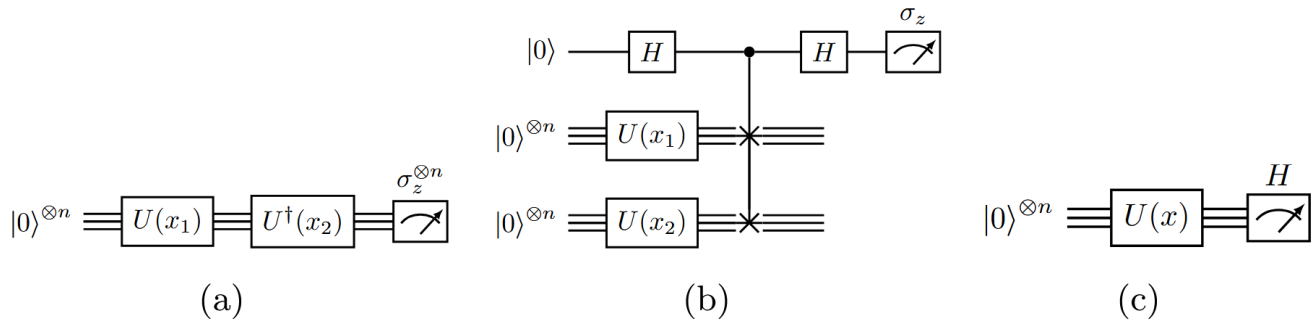 |0⟩ H H σ_z
|0⟩^{⊗n} U(x_1)
|0⟩^{⊗n} U(x_2)
(b)
|0⟩^{⊗n} U(x_1) U^†(x_2) σ_z^{⊗n}
(a)
|0⟩^{⊗n} U(x) H
(c)